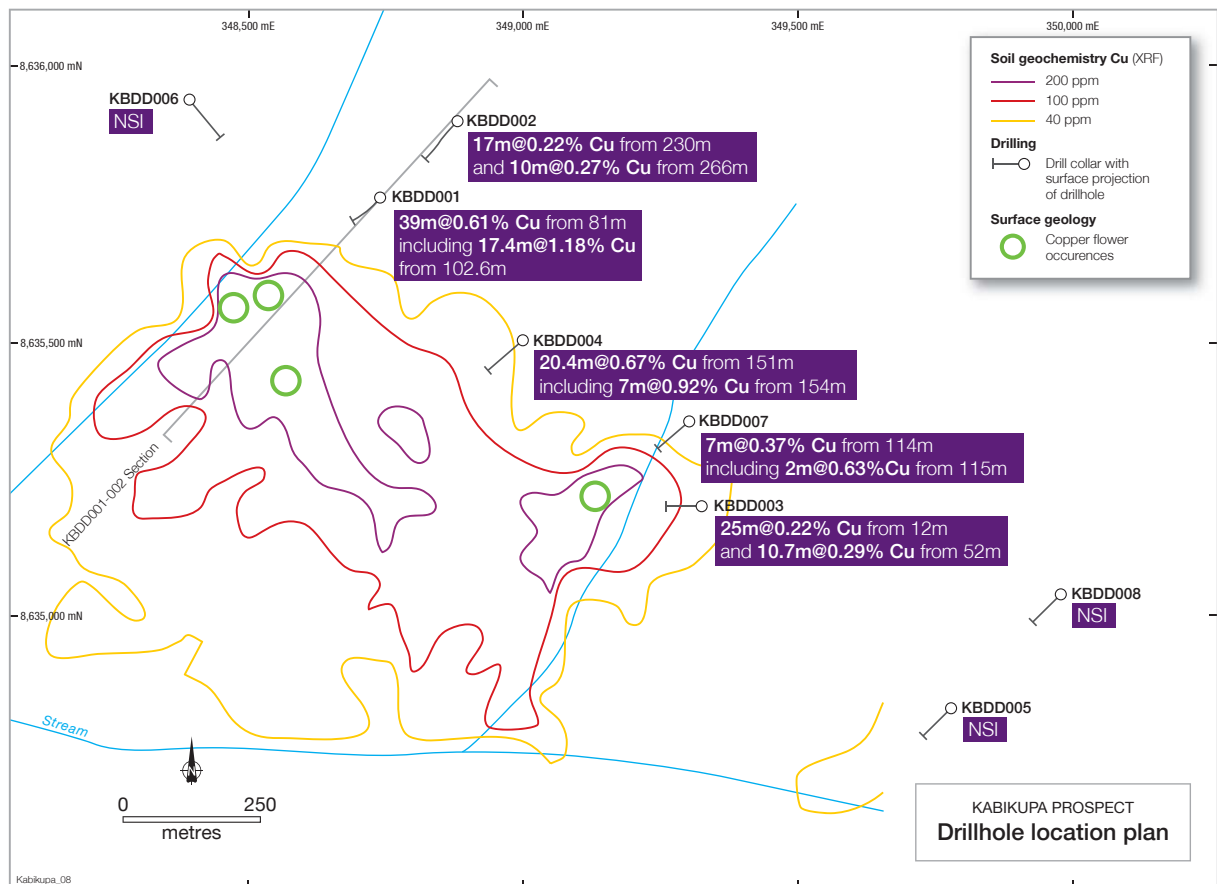 348,500 mE
349,000 mE
349,500 mE
350,000 mE
8,636,000 mN
8,635,500 mN
8,635,000 mN
KBDD006
NSI
KBDD002
17m@0.22% Cu from 230m
and 10m@0.27% Cu from 266m
KBDD001
39m@0.61% Cu from 81m
including 17.4m@1.18% Cu
from 102.6m
KBDD004
20.4m@0.67% Cu from 151m
including 7m@0.92% Cu from 154m
KBDD007
7m@0.37% Cu from 114m
including 2m@0.63%Cu from 115m
KBDD003
25m@0.22% Cu from 12m
and 10.7m@0.29% Cu from 52m
KBDD008
NSI
KBDD005
NSI
KBDD001-002 Section
Stream
N
0 250
metres
Soil geochemistry Cu (XRF)
200 ppm
100 ppm
40 ppm
Drilling
Drill collar with
surface projection
of drillhole
Surface geology
Copper flower
occurences
KABIKUPA PROSPECT
Drillhole location plan
Kabikupa_08